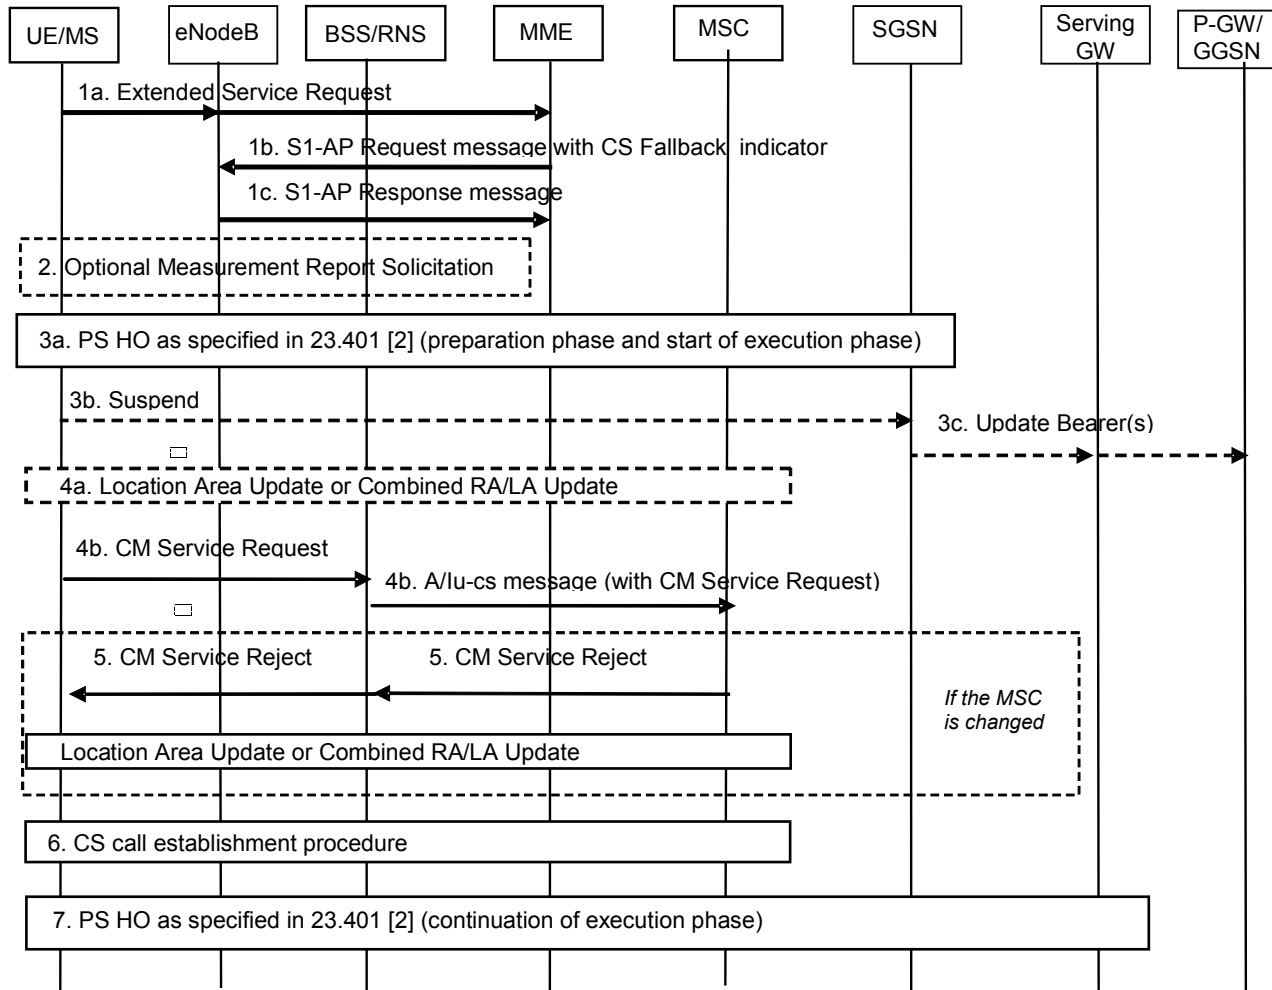 UE/MS
eNodeB
BSS/RNS
MME
MSC
SGSN
Serving
GW
P-GW/
GGSN
1a. Extended Service Request
1b. S1-AP Request message with CS Fallback indicator
1c. S1-AP Response message
2. Optional Measurement Report Solicitation
3a. PS HO as specified in 23.401 [2] (preparation phase and start of execution phase)
3b. Suspend
3c. Update Bearer(s)
4a. Location Area Update or Combined RA/LA Update
4b. CM Service Request
4b. A/Iu-cs message (with CM Service Request)
5. CM Service Reject
5. CM Service Reject
If the MSC
is changed
Location Area Update or Combined RA/LA Update
6. CS call establishment procedure
7. PS HO as specified in 23.401 [2] (continuation of execution phase)